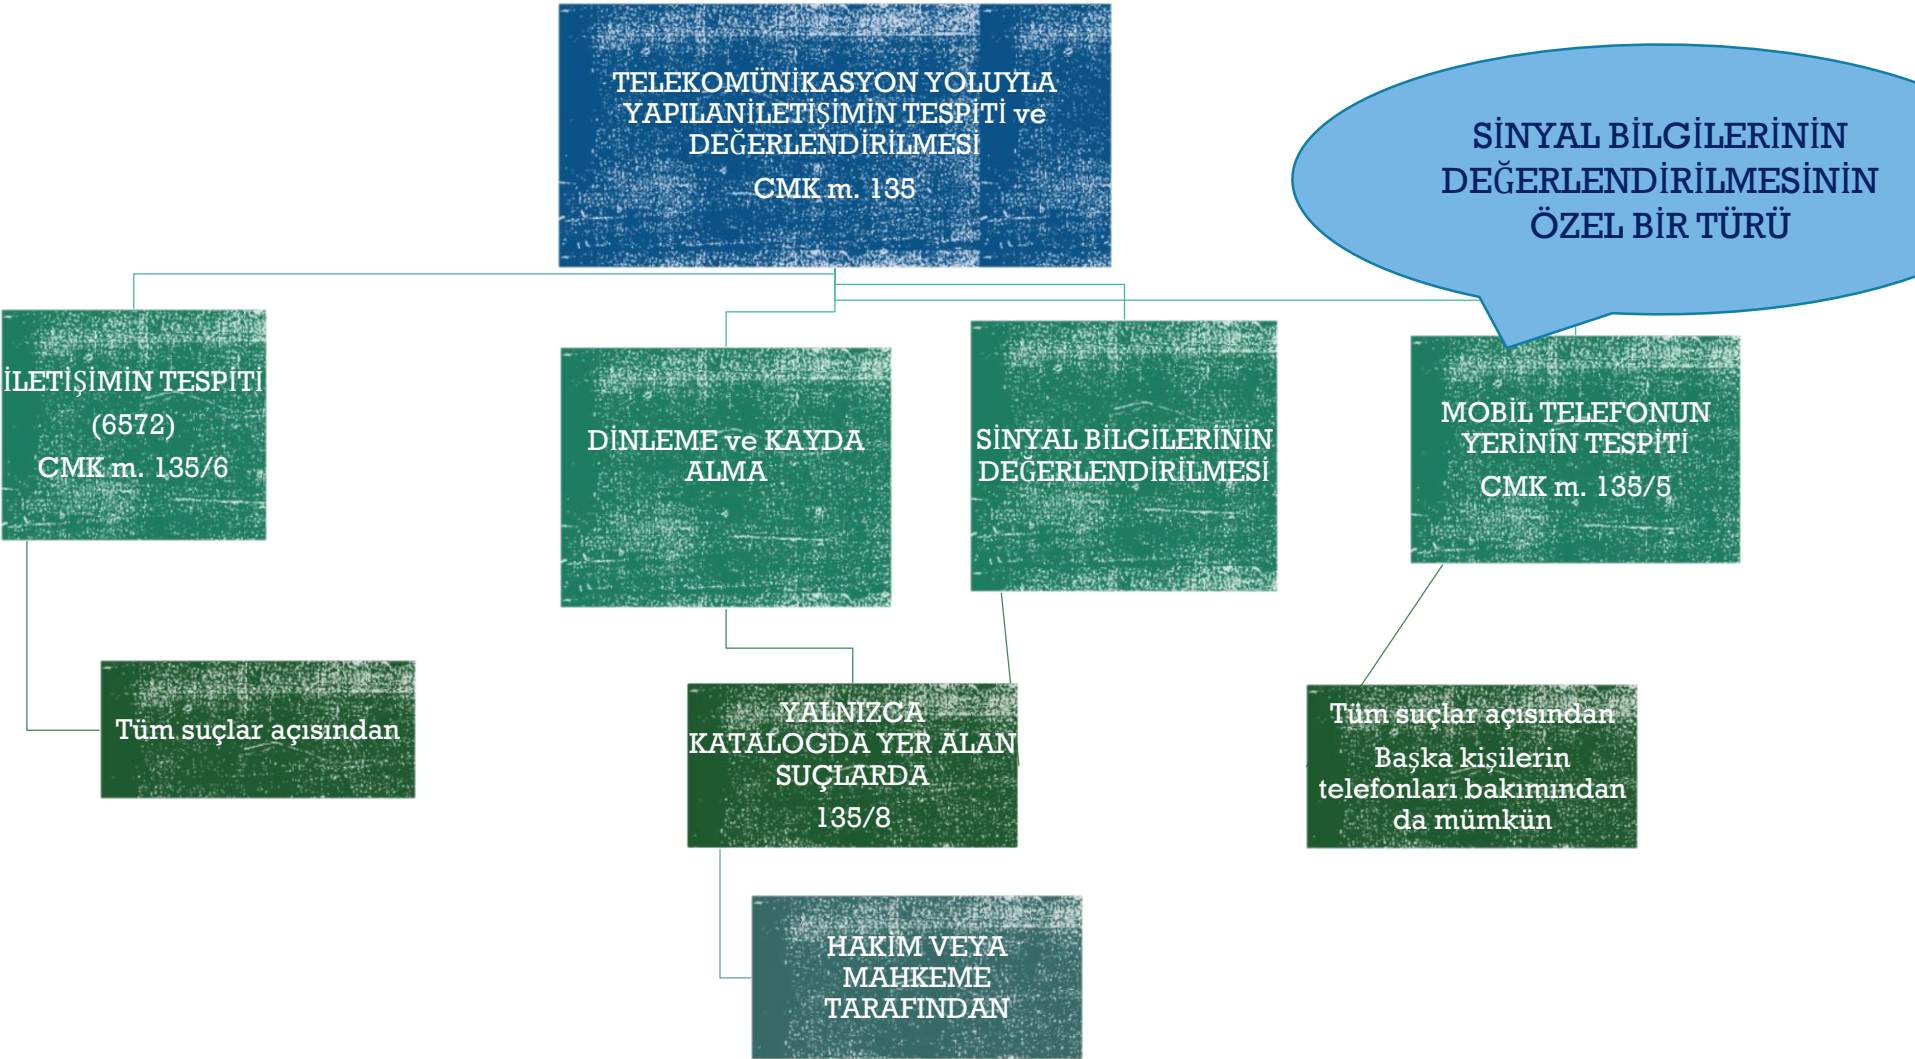 TELEKOMÜNİKASYON YOLUYLA
YAPILANİLETİŞİMİN TESPİTİ ve
DEĞERLENDİRİLMESİ
CMK m. 135
SİNYAL BİLGİLERİNİN
DEĞERLENDİRİLMESİNİN
ÖZEL BİR TÜRÜ
İLETİŞİMİN TESPİTİ
(6572)
CMK m. 135/6
DİNLEME ve KAYDA
ALMA
SİNYAL BİLGİLERİNİN
DEĞERLENDİRİLMESİ
MOBİL TELEFONUN
YERİNİN TESPİTİ
CMK m. 135/5
Tüm suçlar açısından
YALNIZCA
KATALOGDA YER ALAN
SUÇLARDA
135/8
Tüm suçlar açısından
Başka kişilerin
telefonları bakımından
da mümkün
HAKİM VEYA
MAHKEME
TARAFINDAN